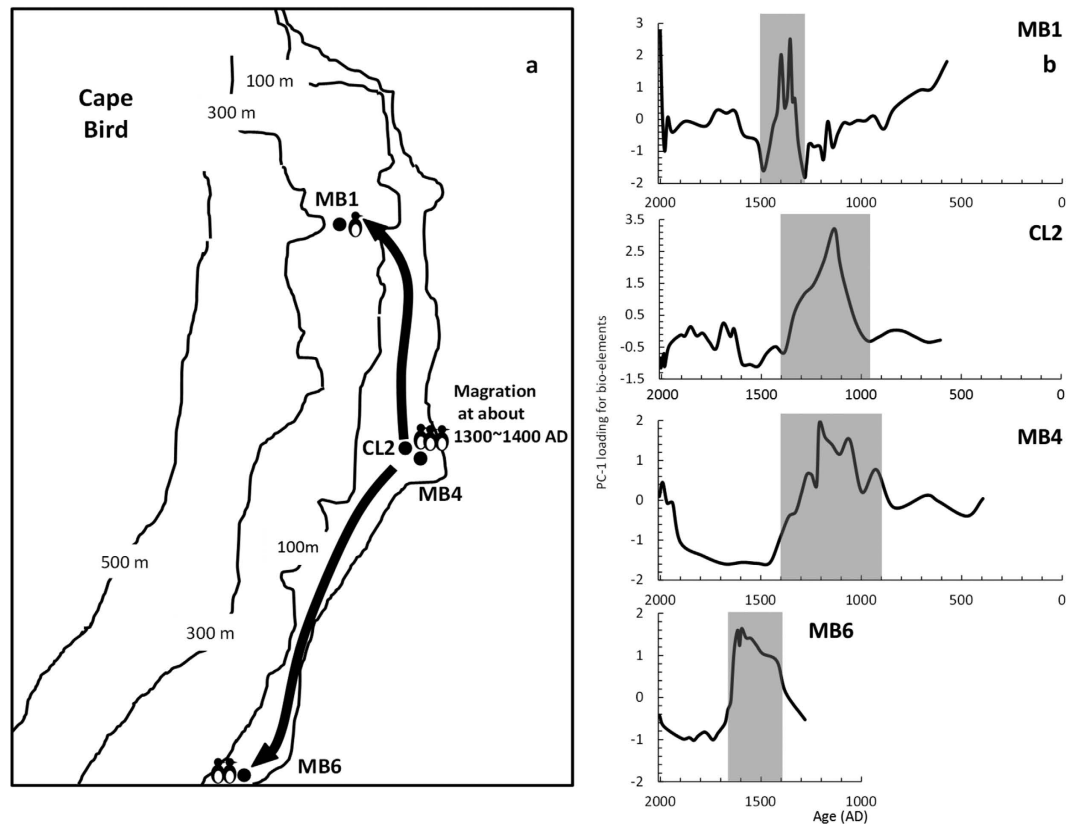 a
100 m
Cape
Bird
300 m
MB1
Magration
at about
1300~1400 AD
CL2
MB4
100m
500 m
300 m
MB6
MB1
b
3
2
1
0
-1
-2
2000 1500 1000 500 0
CL2
3.5
2.5
1.5
0.5
-0.5
-1.5
2000 1500 1000 500 0
PC-1 loading for bio-elements
MB4
2
1
0
-1
-2
2000 1500 1000 500 0
MB6
2
1
0
-1
-2
2000 1500 1000 500 0
Age (AD)